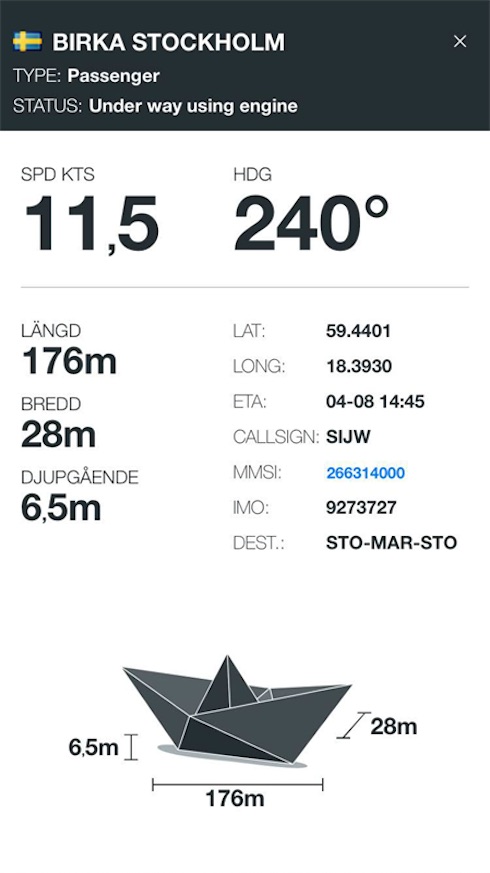 BIRKA STOCKHOLM
TYPE: Passenger
STATUS: Under way using engine
SPD KTS
11,5
HDG
240°
LÄNGD
176m
BREDD
28m
DJUPGÅENDE
6,5m
LAT: 59.4401
LONG: 18.3930
ETA: 04-08 14:45
CALLSIGN: SIJW
MMSI: 266314000
IMO: 9273727
DEST.: STO-MAR-STO
28m
6,5m
176m